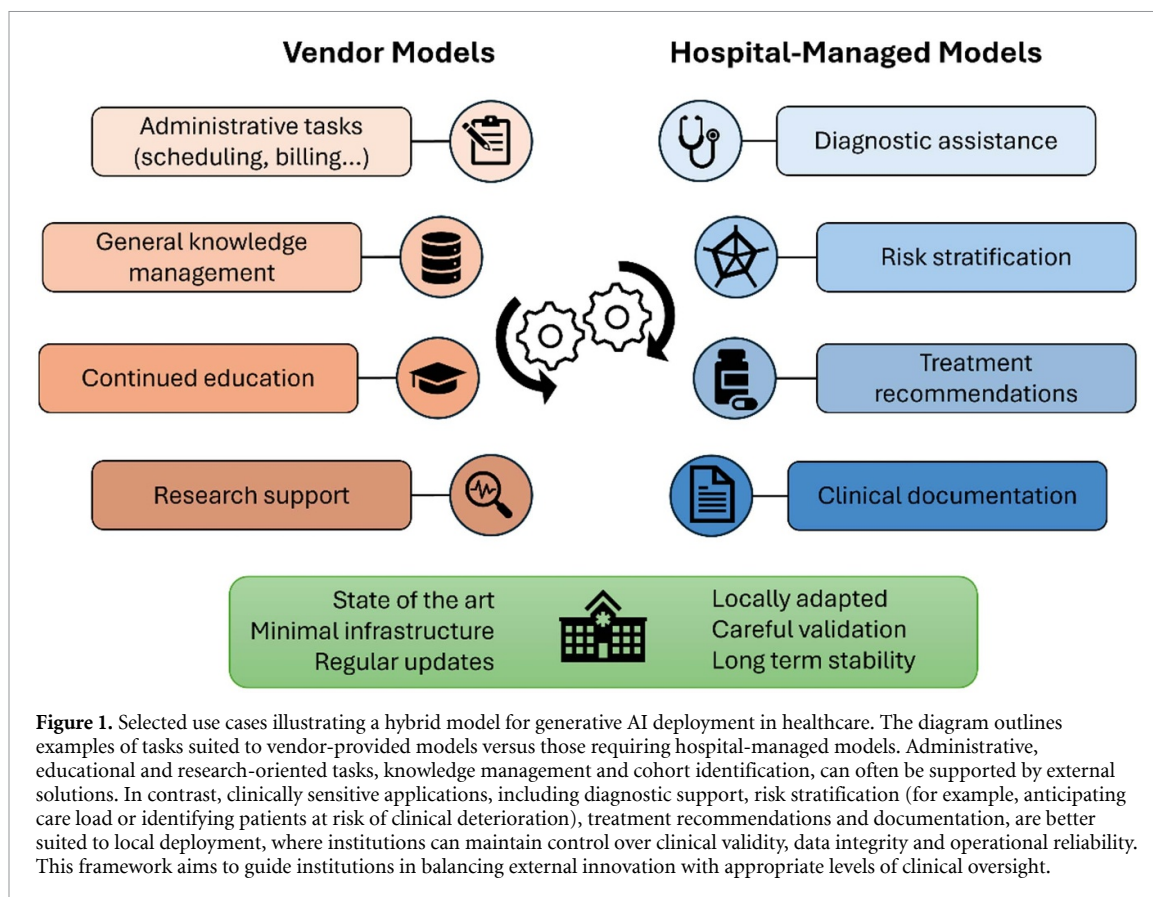 Vendor Models
Hospital-Managed Models
Administrative tasks
(scheduling, billing...)
General knowledge
management
Continued education
Research support
Diagnostic assistance
Risk stratification
Treatment
recommendations
Clinical documentation
State of the art
Minimal infrastructure
Regular updates
Locally adapted
Careful validation
Long term stability
Figure 1. Selected use cases illustrating a hybrid model for generative AI deployment in healthcare. The diagram outlines
examples of tasks suited to vendor-provided models versus those requiring hospital-managed models. Administrative,
educational and research-oriented tasks, knowledge management and cohort identification, can often be supported by external
solutions. In contrast, clinically sensitive applications, including diagnostic support, risk stratification (for example, anticipating
care load or identifying patients at risk of clinical deterioration), treatment recommendations and documentation, are better
suited to local deployment, where institutions can maintain control over clinical validity, data integrity and operational reliability.
This framework aims to guide institutions in balancing external innovation with appropriate levels of clinical oversight.